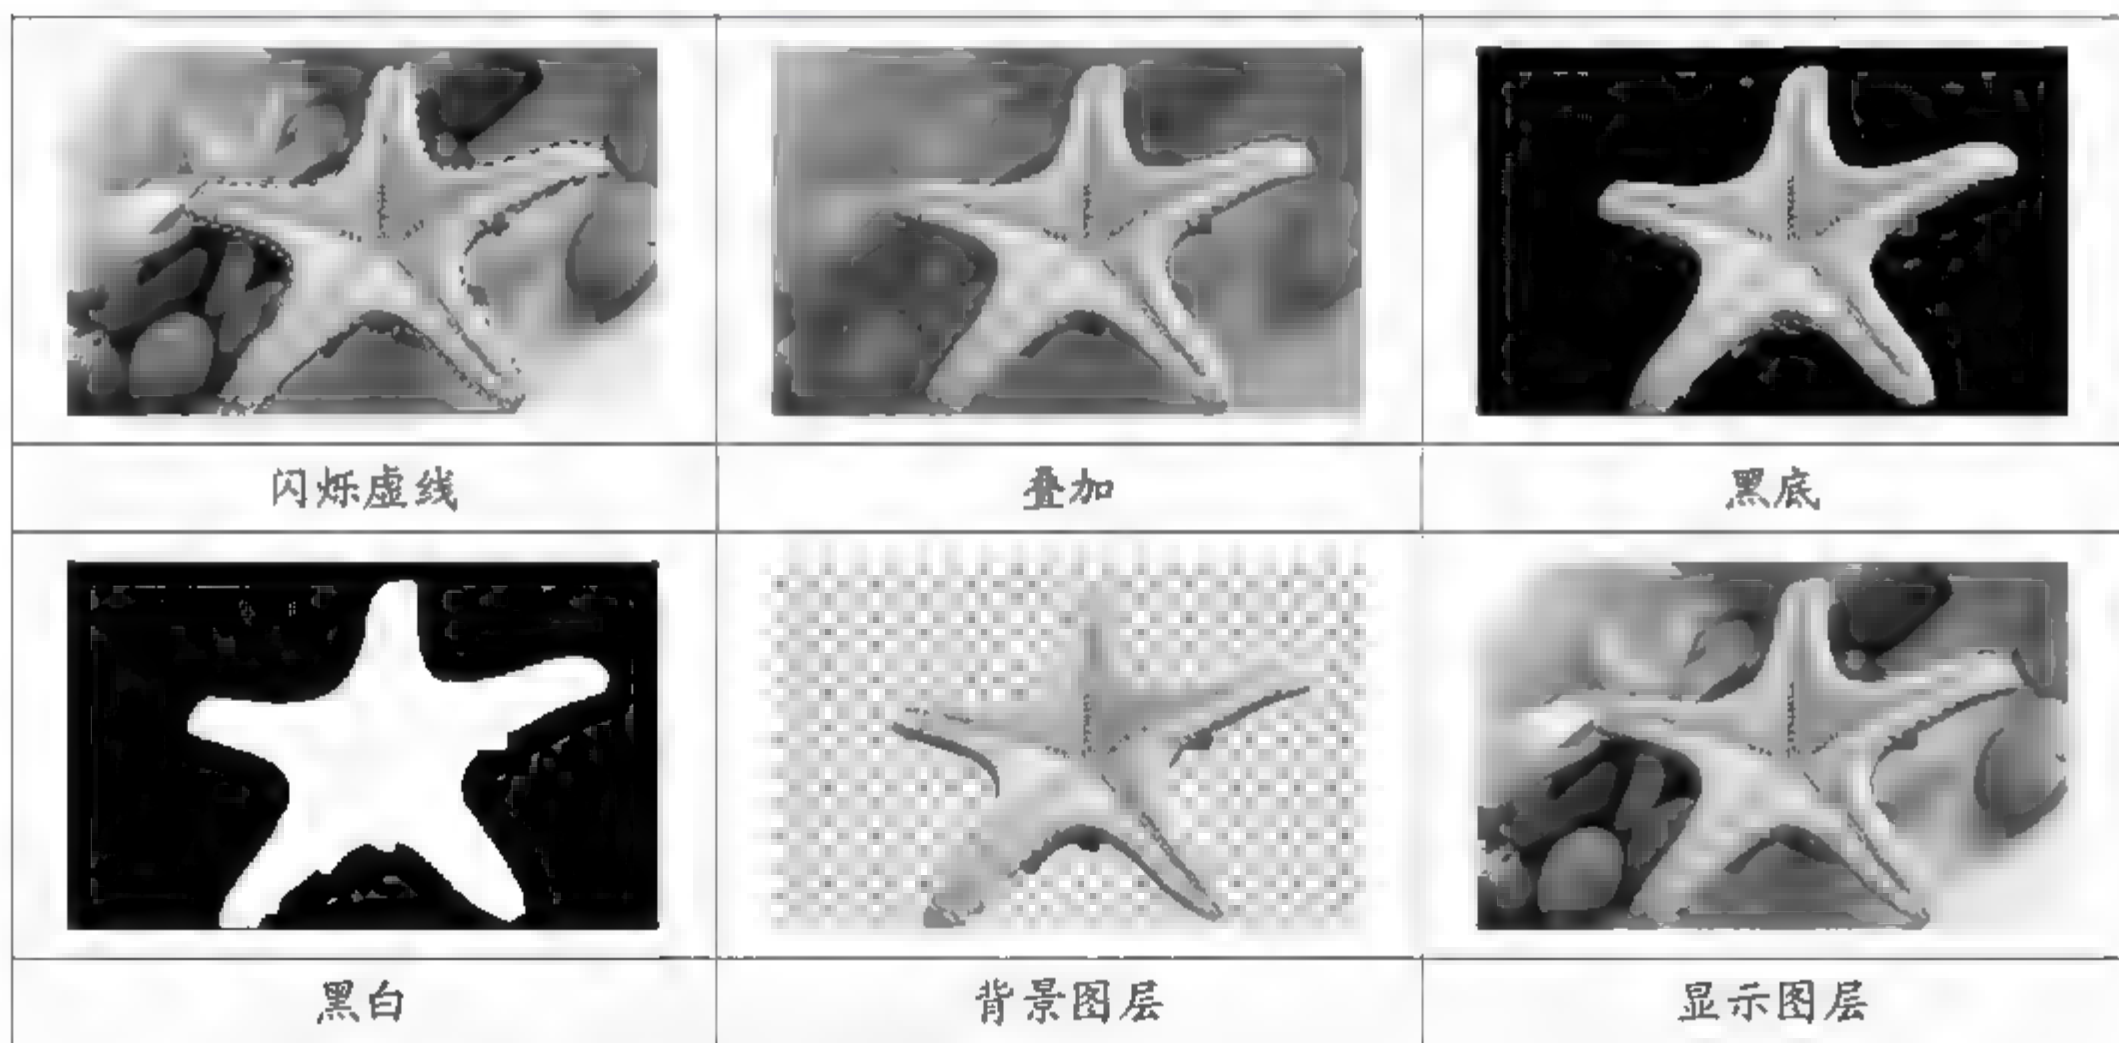 闪烁虚线
叠加
黑底
黑白
背景图层
显示图层